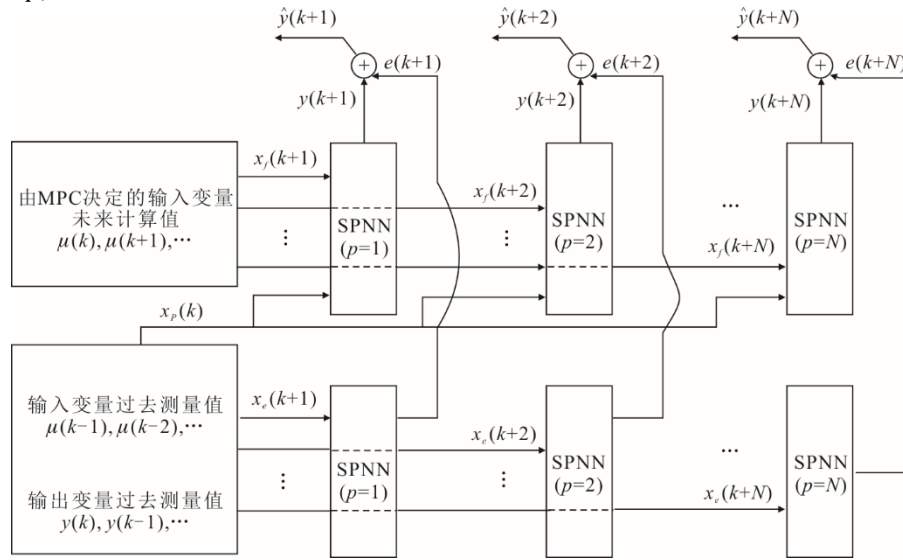 ŷ(k+1)
ŷ(k+2)
ŷ(k+N)
+
e(k+1)
+
e(k+2)
+
e(k+N)
y(k+1)
y(k+2)
y(k+N)
由MPC决定的输入变量
未来计算值
μ(k), μ(k+1),…
x_f(k+1)
⋮
SPNN
(p=1)
x_f(k+2)
⋮
SPNN
(p=2)
…
x_f(k+N)
SPNN
(p=N)
x_P(k)
输入变量过去测量值
μ(k−1), μ(k−2),…
输出变量过去测量值
y(k), y(k−1),…
x_e(k+1)
⋮
SPNN
(p=1)
x_e(k+2)
⋮
SPNN
(p=2)
…
x_e(k+N)
SPNN
(p=N)